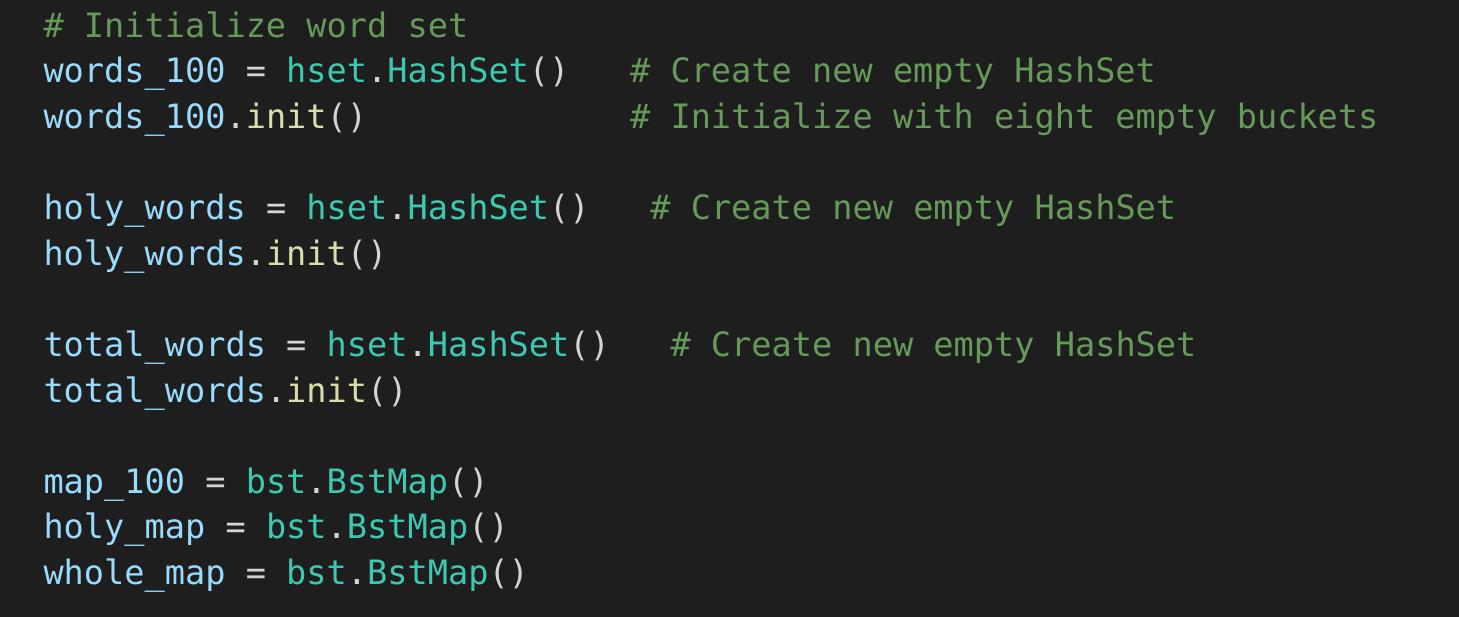 # Initialize word set
words_100 = hset.HashSet()   # Create new empty HashSet
words_100.init()             # Initialize with eight empty buckets
holy_words = hset.HashSet()   # Create new empty HashSet
holy_words.init()
total_words = hset.HashSet()   # Create new empty HashSet
total_words.init()
map_100 = bst.BstMap()
holy_map = bst.BstMap()
whole_map = bst.BstMap()